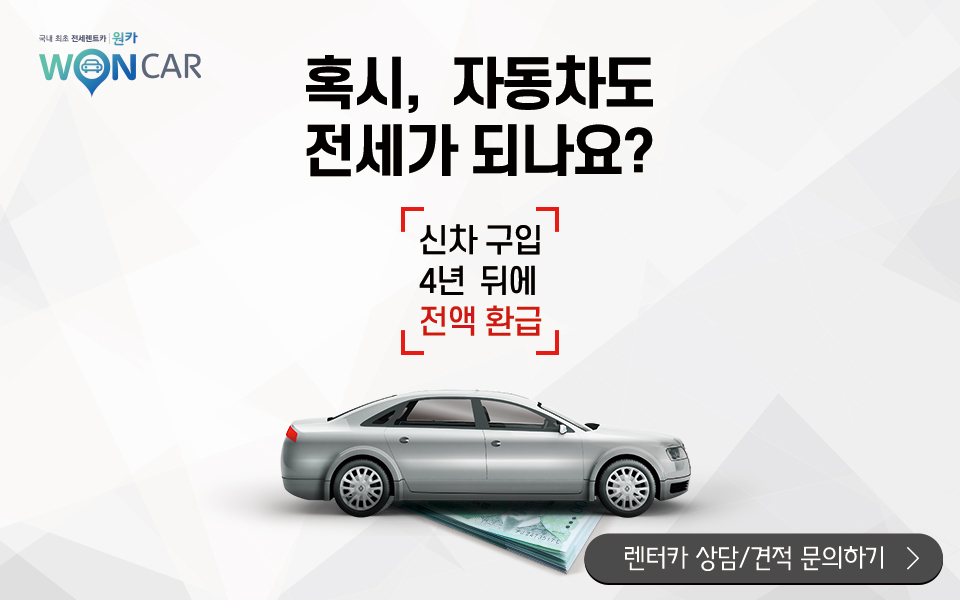 국내 최초 전세렌트카 | 원카
WONCAR
혹시, 자동차도
전세가 되나요?
신차 구입
4년 뒤에
전액 환급
렌터카 상담/견적 문의하기